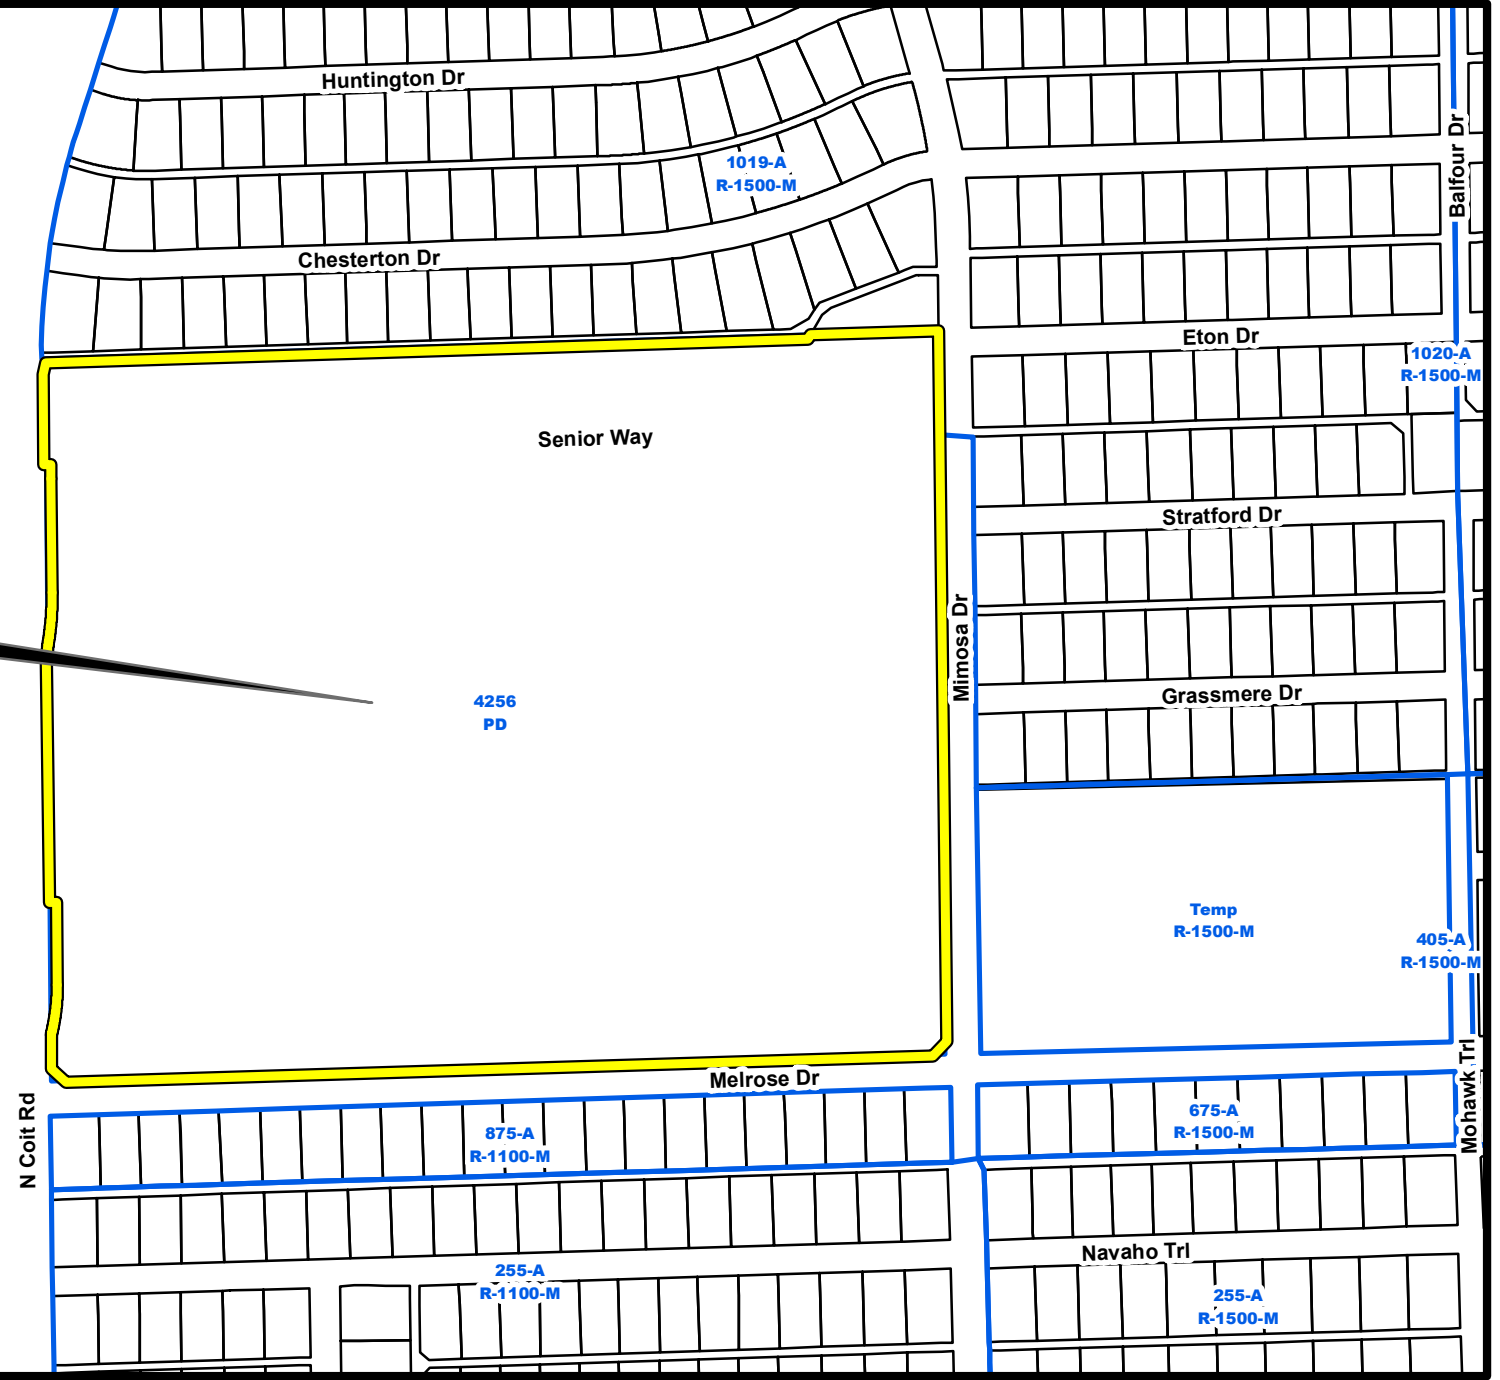 Huntington Dr
Balfour Dr
1019-A
R-1500-M
Chesterton Dr
Eton Dr
1020-A
R-1500-M
Senior Way
Stratford Dr
Mimosa Dr
Grassmere Dr
4256
PD
Temp
R-1500-M
405-A
R-1500-M
Melrose Dr
Mohawk Trl
N Coit Rd
875-A
R-1100-M
675-A
R-1500-M
Navaho Trl
255-A
R-1100-M
255-A
R-1500-M